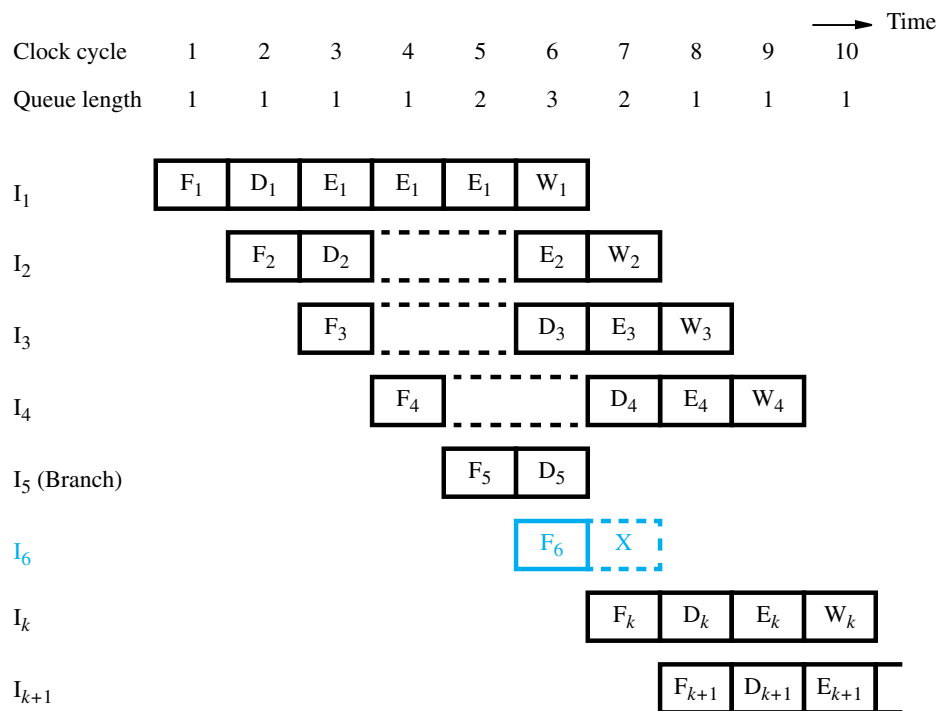 Time
Clock cycle 1 2 3 4 5 6 7 8 9 10
Queue length 1 1 1 1 2 3 2 1 1 1
I1 F1 D1 E1 E1 E1 W1
I2 F2 D2 E2 W2
I3 F3 D3 E3 W3
I4 F4 D4 E4 W4
I5 (Branch) F5 D5
I6 F6 X
Ik Fk Dk Ek Wk
Ik+1 Fk+1 Dk+1 Ek+1